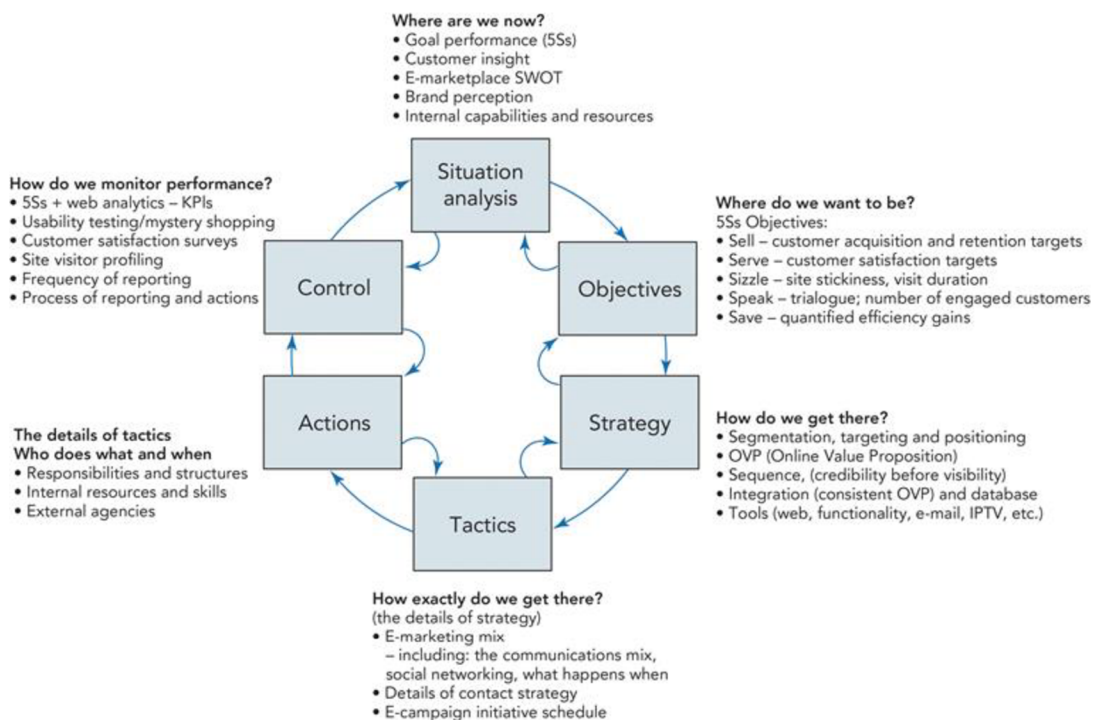 Where are we now?
• Goal performance (5Ss)
• Customer insight
• E-marketplace SWOT
• Brand perception
• Internal capabilities and resources
Situation
analysis
How do we monitor performance?
• 5Ss + web analytics – KPIs
• Usability testing/mystery shopping
• Customer satisfaction surveys
• Site visitor profiling
• Frequency of reporting
• Process of reporting and actions
Control
Where do we want to be?
5Ss Objectives:
• Sell – customer acquisition and retention targets
• Serve – customer satisfaction targets
• Sizzle – site stickiness, visit duration
• Speak – trialogue; number of engaged customers
• Save – quantified efficiency gains
Objectives
Actions
The details of tactics
Who does what and when
• Responsibilities and structures
• Internal resources and skills
• External agencies
Strategy
How do we get there?
• Segmentation, targeting and positioning
• OVP (Online Value Proposition)
• Sequence, (credibility before visibility)
• Integration (consistent OVP) and database
• Tools (web, functionality, e-mail, IPTV, etc.)
Tactics
How exactly do we get there?
(the details of strategy)
• E-marketing mix
– including: the communications mix,
social networking, what happens when
• Details of contact strategy
• E-campaign initiative schedule